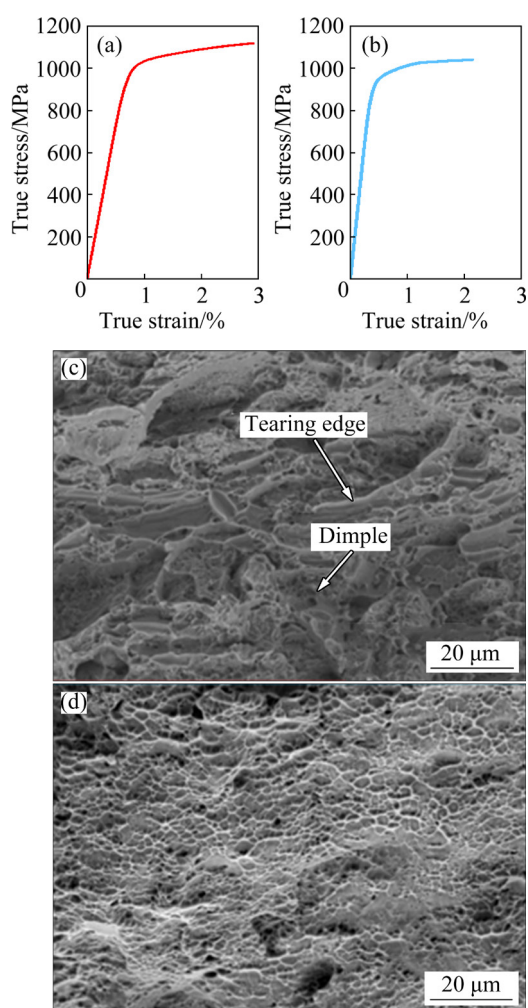 (a)
(b)
1200
1000
800
600
400
200
0
1
2
3
True stress/MPa
True strain/%
1200
1000
800
600
400
200
0
1
2
3
True stress/MPa
True strain/%
(c)
Tearing edge
Dimple
20 μm
(d)
20 μm